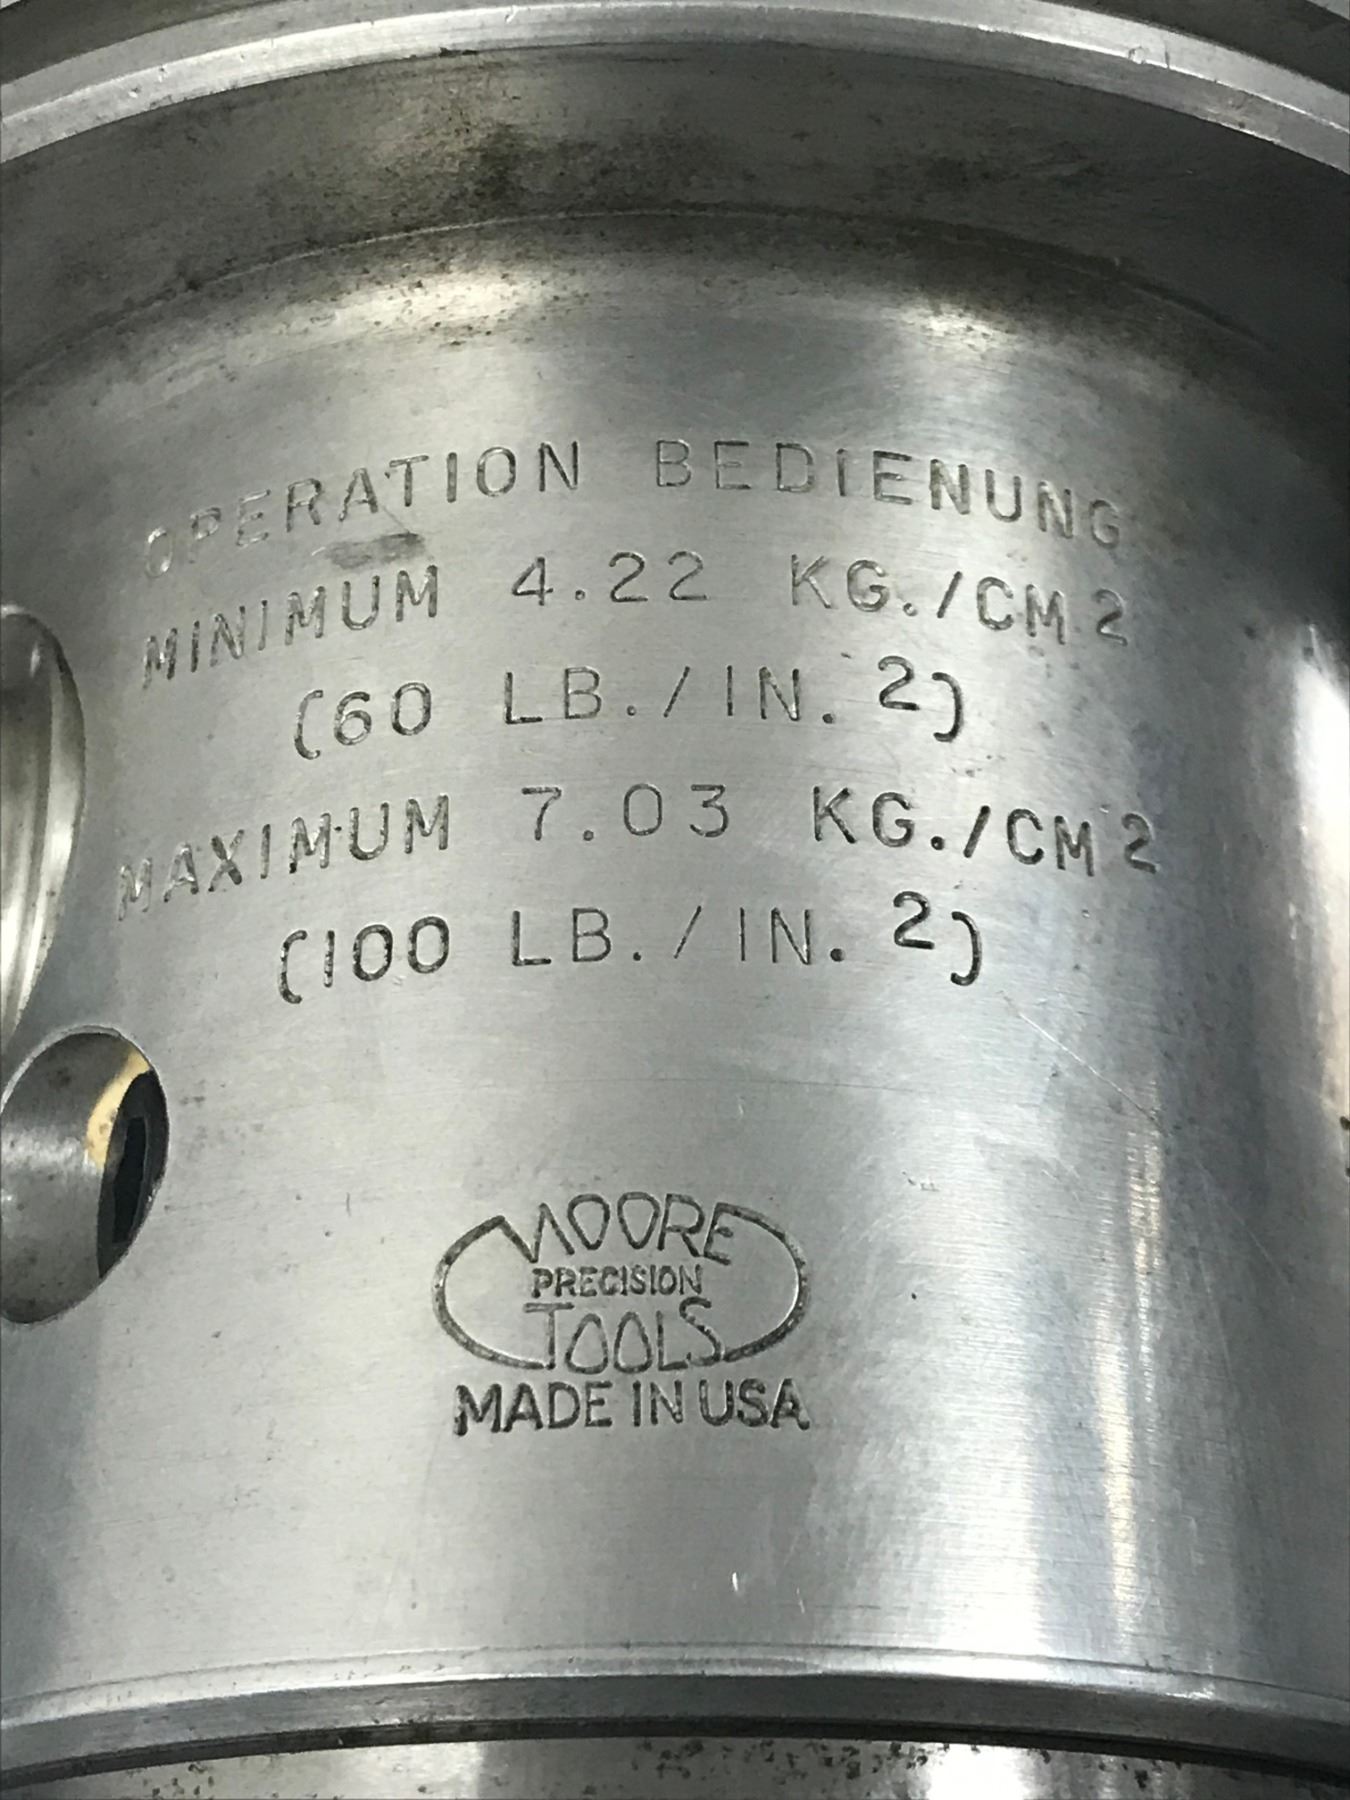 OPERATION BEDIENUNG
MINIMUM 4.22 KG./CM 2
(60 LB./IN. 2)
MAXIMUM 7.03 KG./CM 2
(100 LB./IN. 2)
MOORE
PRECISION
TOOLS
MADE IN USA